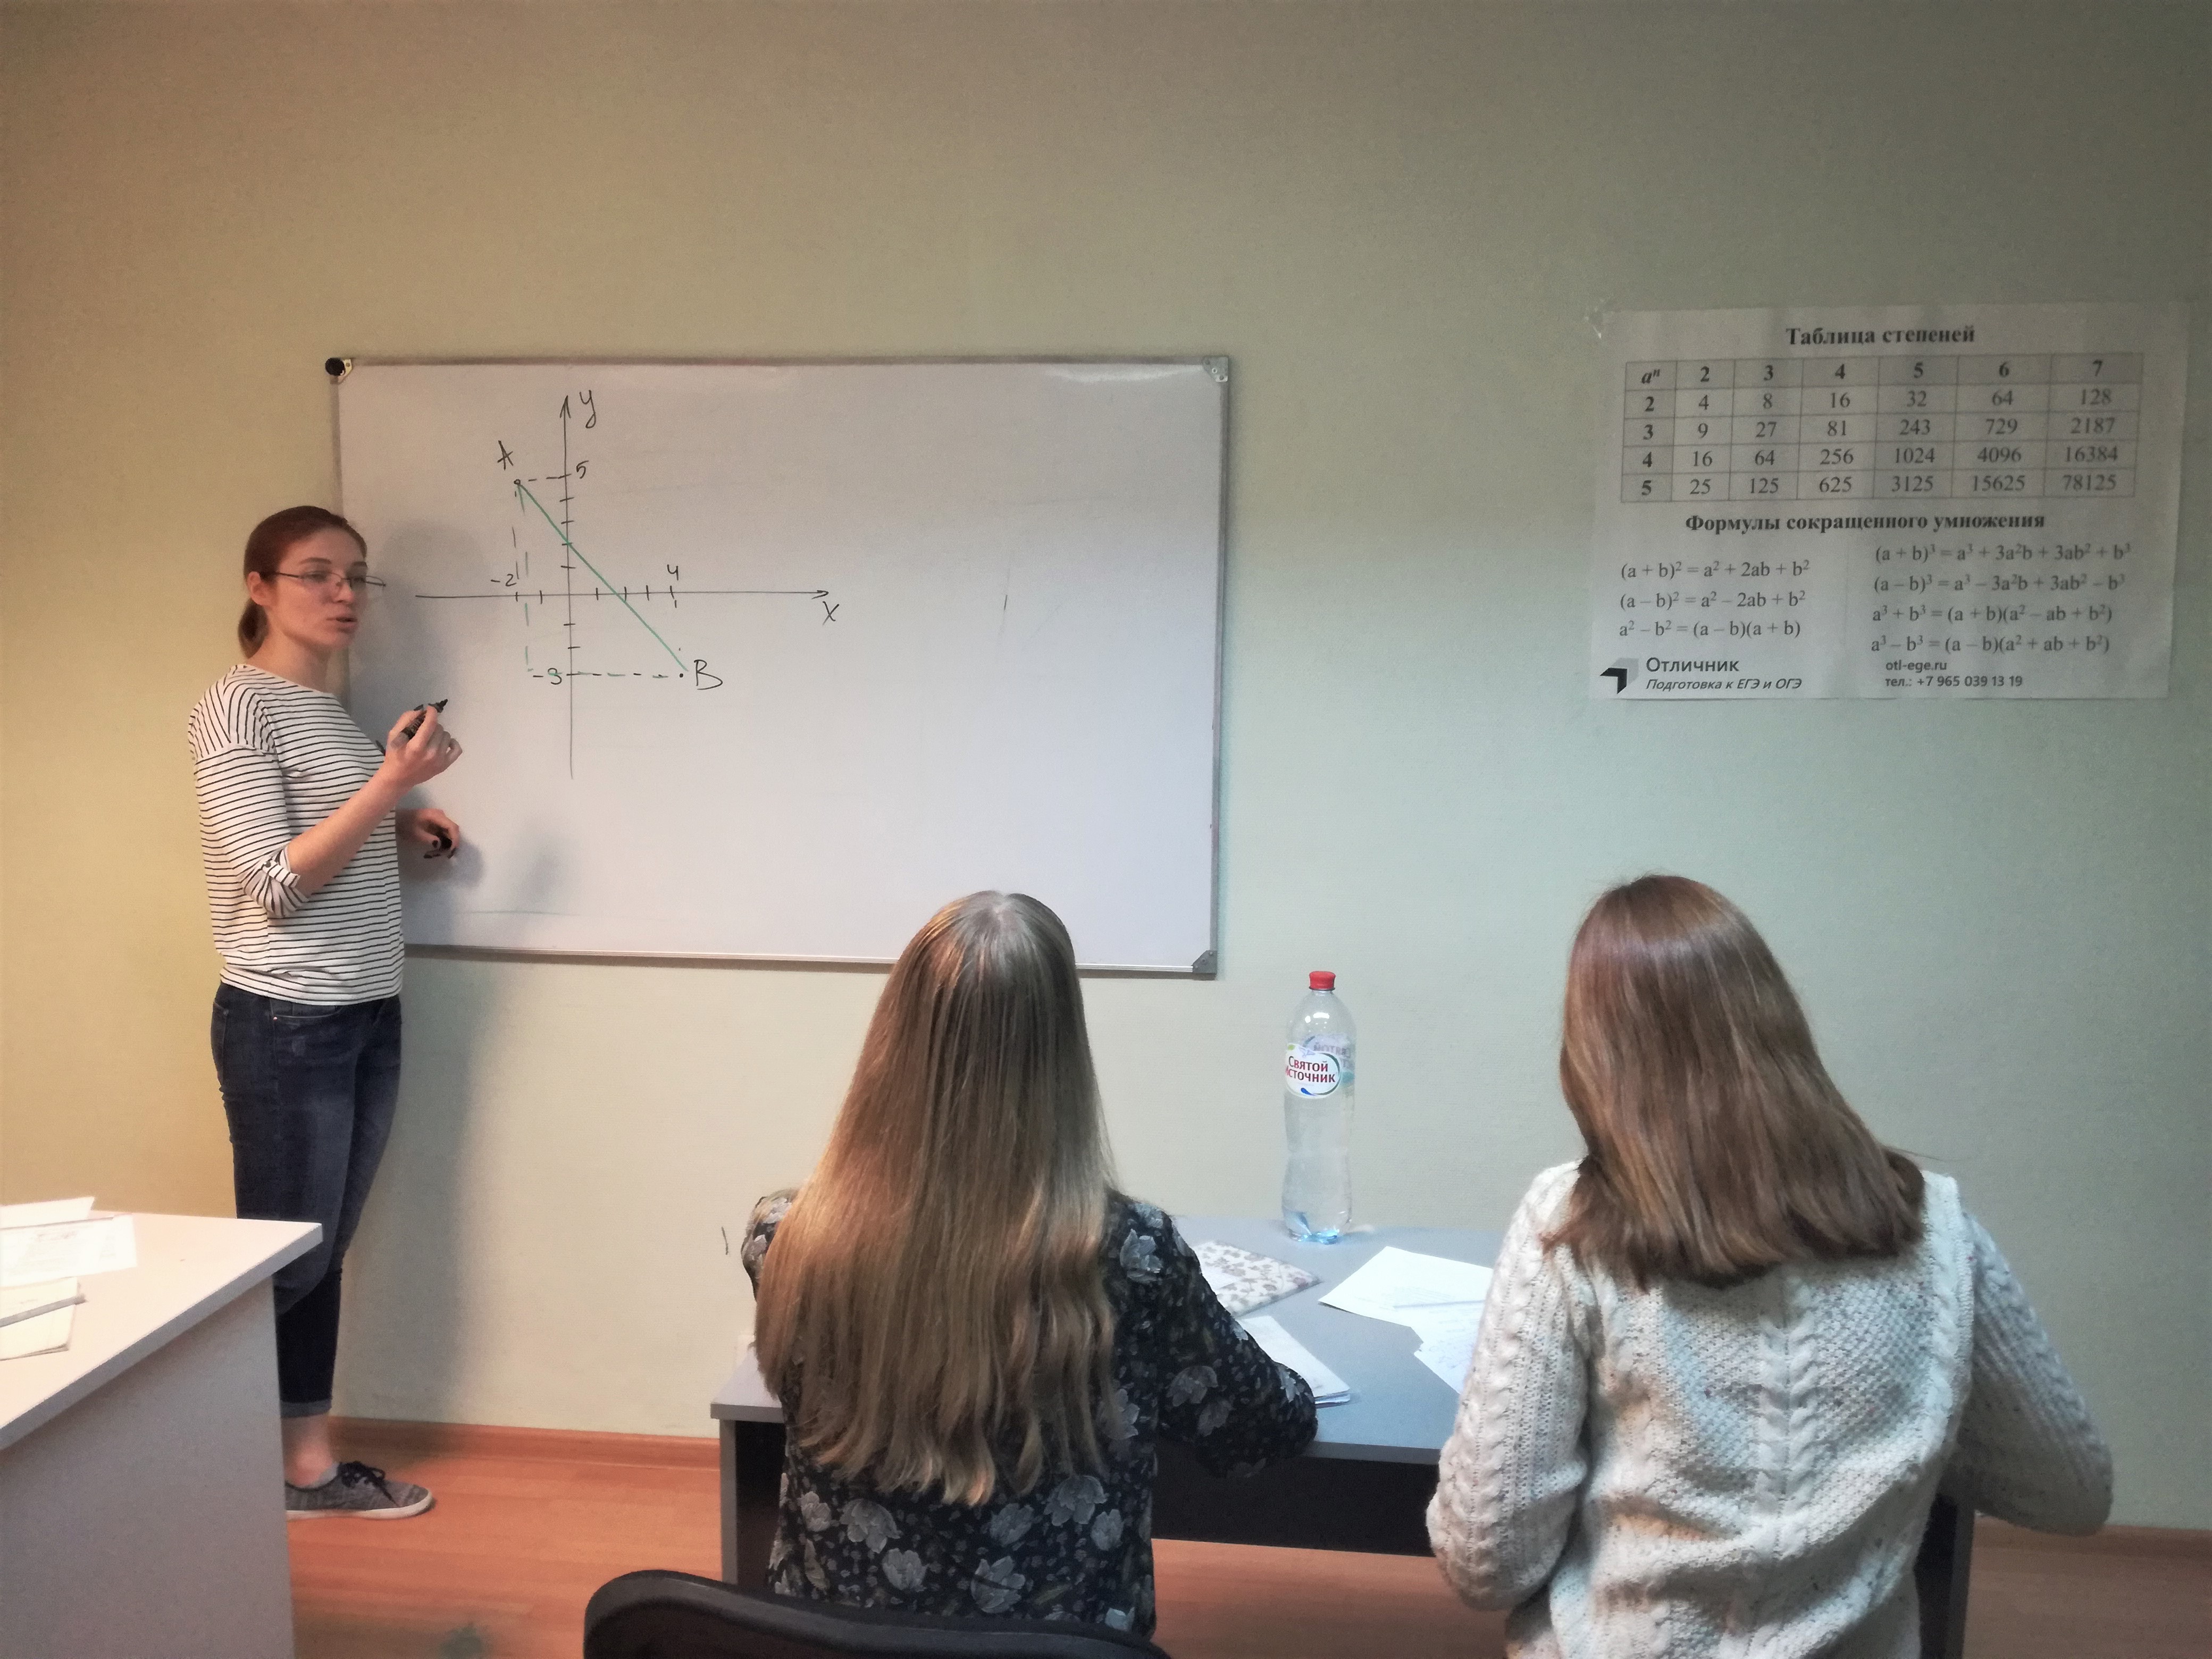 y
A
5
-2
4
x
-3
B
Таблица степеней
aⁿ 2 3 4 5 6 7
2 4 8 16 32 64 128
3 9 27 81 243 729 2187
4 16 64 256 1024 4096 16384
5 25 125 625 3125 15625 78125
Формулы сокращенного умножения
(a + b)² = a² + 2ab + b²
(a – b)² = a² – 2ab + b²
a² – b² = (a – b)(a + b)
(a + b)³ = a³ + 3a²b + 3ab² + b³
(a – b)³ = a³ – 3a²b + 3ab² – b³
a³ + b³ = (a + b)(a² – ab + b²)
a³ – b³ = (a – b)(a² + ab + b²)
Отличник
Подготовка к ЕГЭ и ОГЭ
otl-ege.ru
тел.: +7 965 039 13 19
Святой
Источник